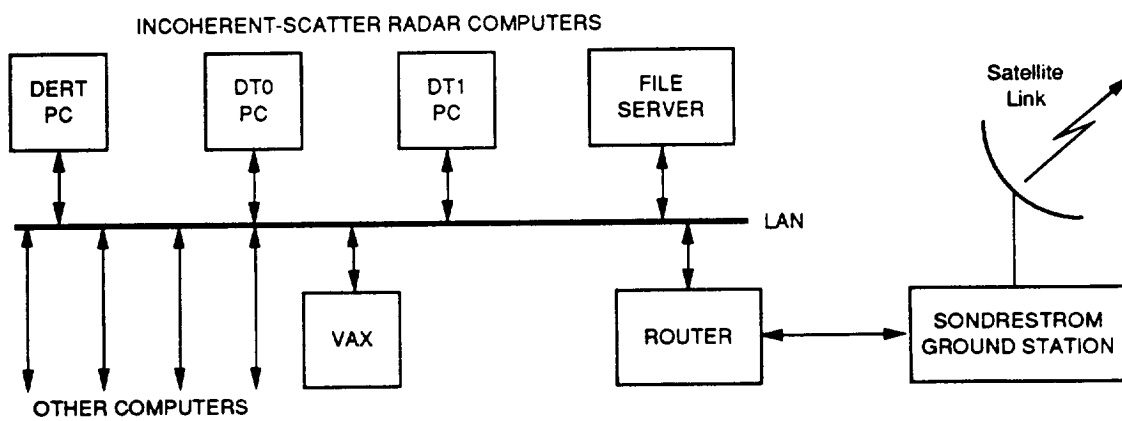 INCOHERENT-SCATTER RADAR COMPUTERS
DERT
PC
DT0
PC
DT1
PC
FILE
SERVER
Satellite
Link
LAN
VAX
ROUTER
SONDRESTROM
GROUND STATION
OTHER COMPUTERS